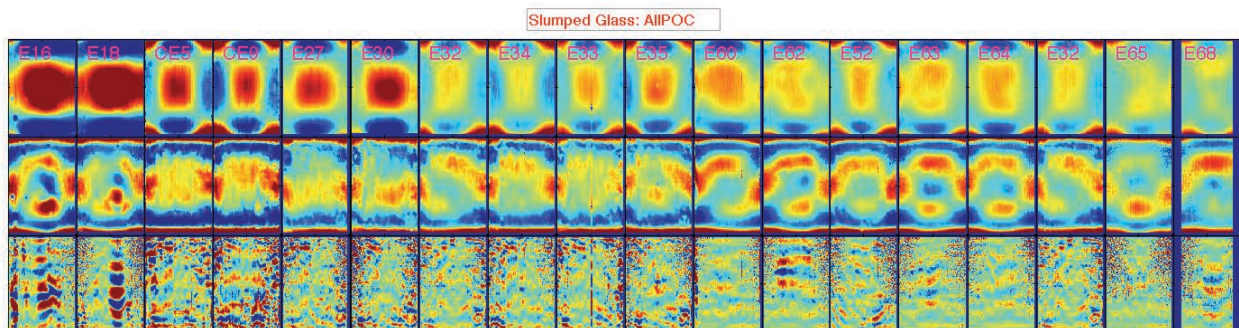 Slumped Glass: AllPOC
E16 E18 CE5 CE9 E27 E30 E32 E34 E33 E35 E60 E62 E52 E63 E64 E32 E65 E68